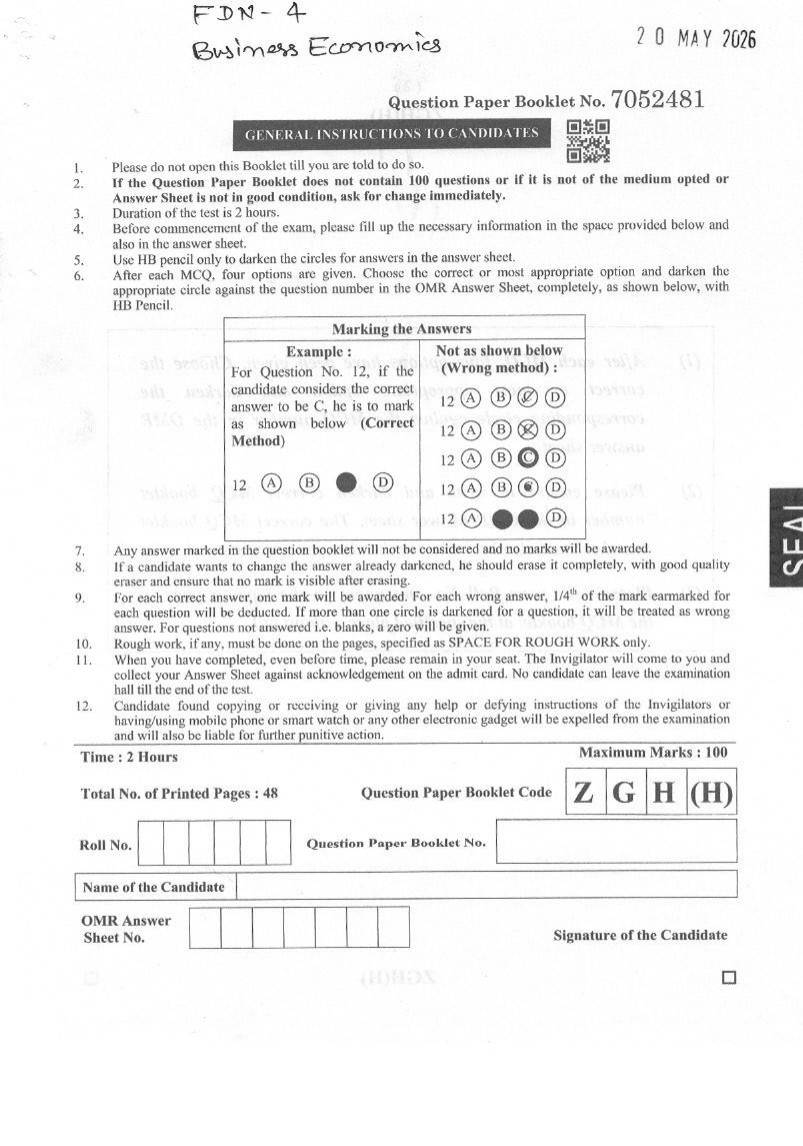 FDN - 4
Business Economics
20 MAY 2026
Question Paper Booklet No. 7052481
GENERAL INSTRUCTIONS TO CANDIDATES
1. Please do not open this Booklet till you are told to do so.
2. If the Question Paper Booklet does not contain 100 questions or if it is not of the medium opted or
Answer Sheet is not in good condition, ask for change immediately.
3. Duration of the test is 2 hours.
4. Before commencement of the exam, please fill up the necessary information in the space provided below and
also in the answer sheet.
5. Use HB pencil only to darken the circles for answers in the answer sheet.
6. After each MCQ, four options are given. Choose the correct or most appropriate option and darken the
appropriate circle against the question number in the OMR Answer Sheet, completely, as shown below, with
HB Pencil.
Marking the Answers
Example :
For Question No. 12, if the
candidate considers the correct
answer to be C, he is to mark
as shown below (Correct
Method)
12 A B D
Not as shown below
(Wrong method) :
12 A B C D
12 A B C D
12 A B C D
12 A B C D
12 A D
SEAL
7. Any answer marked in the question booklet will not be considered and no marks will be awarded.
8. If a candidate wants to change the answer already darkened, he should erase it completely, with good quality
eraser and ensure that no mark is visible after erasing.
9. For each correct answer, one mark will be awarded. For each wrong answer, 1/4th of the mark earmarked for
each question will be deducted. If more than one circle is darkened for a question, it will be treated as wrong
answer. For questions not answered i.e. blanks, a zero will be given.
10. Rough work, if any, must be done on the pages, specified as SPACE FOR ROUGH WORK only.
11. When you have completed, even before time, please remain in your seat. The Invigilator will come to you and
collect your Answer Sheet against acknowledgement on the admit card. No candidate can leave the examination
hall till the end of the test.
12. Candidate found copying or receiving or giving any help or defying instructions of the Invigilators or
having/using mobile phone or smart watch or any other electronic gadget will be expelled from the examination
and will also be liable for further punitive action.
Time : 2 Hours Maximum Marks : 100
Total No. of Printed Pages : 48 Question Paper Booklet Code Z G H (H)
Roll No. Question Paper Booklet No.
Name of the Candidate
OMR Answer
Sheet No.
Signature of the Candidate